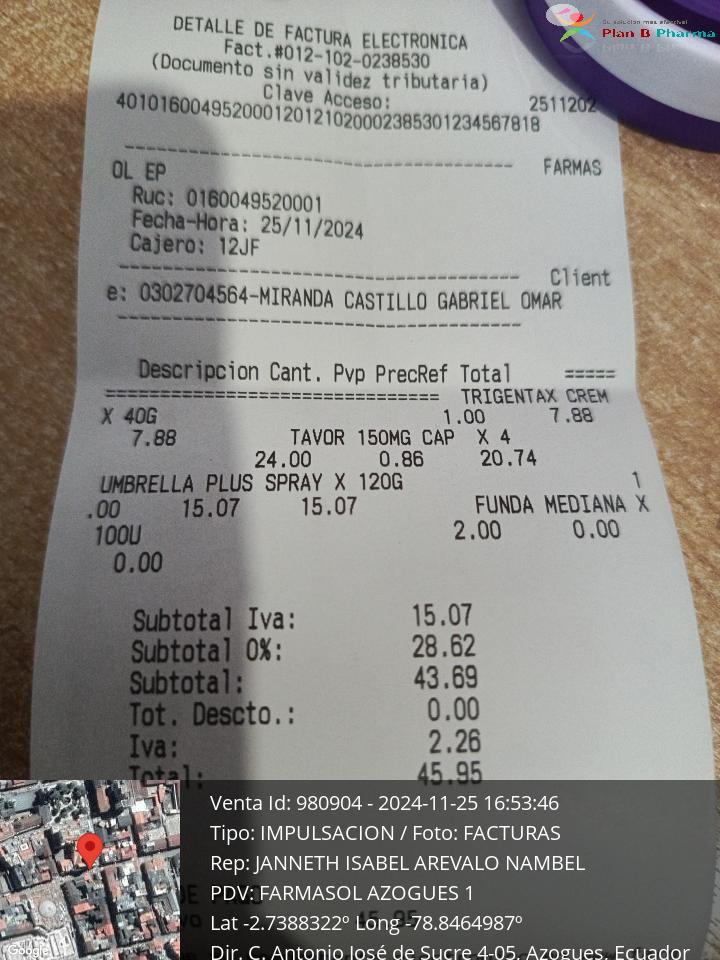 Su solución más efectiva!
Plan B Pharma
DETALLE DE FACTURA ELECTRONICA
Fact.#012-102-0238530
(Documento sin validez tributaria)
Clave Acceso: 2511202
401016004952000120121020002385301234567818
OL EP FARMAS
Ruc: 0160049520001
Fecha-Hora: 25/11/2024
Cajero: 12JF
Client
e: 0302704564-MIRANDA CASTILLO GABRIEL OMAR
Descripcion Cant. Pvp PrecRef Total =====
============================== TRIGENTAX CREM
X 40G 1.00 7.88
7.88 TAVOR 150MG CAP X 4
24.00 0.86 20.74
UMBRELLA PLUS SPRAY X 120G 1
.00 15.07 15.07 FUNDA MEDIANA X
100U 2.00 0.00
0.00
Subtotal Iva: 15.07
Subtotal 0%: 28.62
Subtotal: 43.69
Tot. Descto.: 0.00
Iva: 2.26
Total: 45.95
Venta Id: 980904 - 2024-11-25 16:53:46
Tipo: IMPULSACION / Foto: FACTURAS
Rep: JANNETH ISABEL AREVALO NAMBEL
PDV: FARMASOL AZOGUES 1
Lat -2.7388322º Long -78.8464987º
Dir. C. Antonio José de Sucre 4-05, Azogues, Ecuador
Google